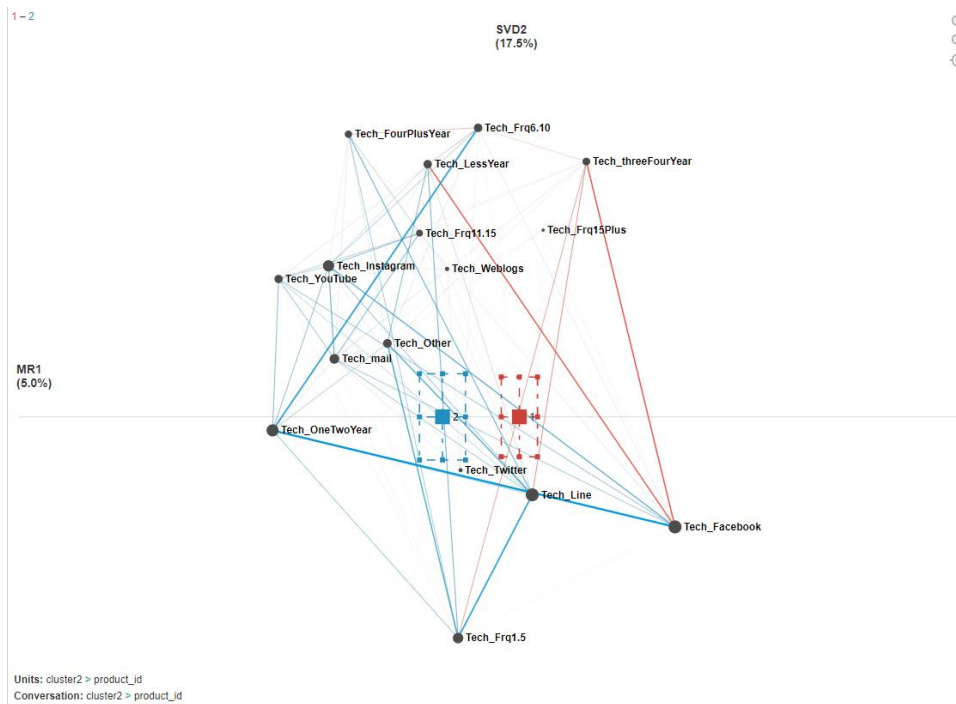 1 – 2
SVD2
(17.5%)
Tech_FourPlusYear
Tech_Frq6.10
Tech_LessYear
Tech_threeFourYear
Tech_Frq11.15
Tech_Frq15Plus
Tech_Instagram
Tech_Weblogs
Tech_YouTube
Tech_Other
Tech_mail
MR1
(5.0%)
2
1
Tech_OneTwoYear
Tech_Twitter
Tech_Line
Tech_Facebook
Tech_Frq1.5
Units: cluster2 > product_id
Conversation: cluster2 > product_id